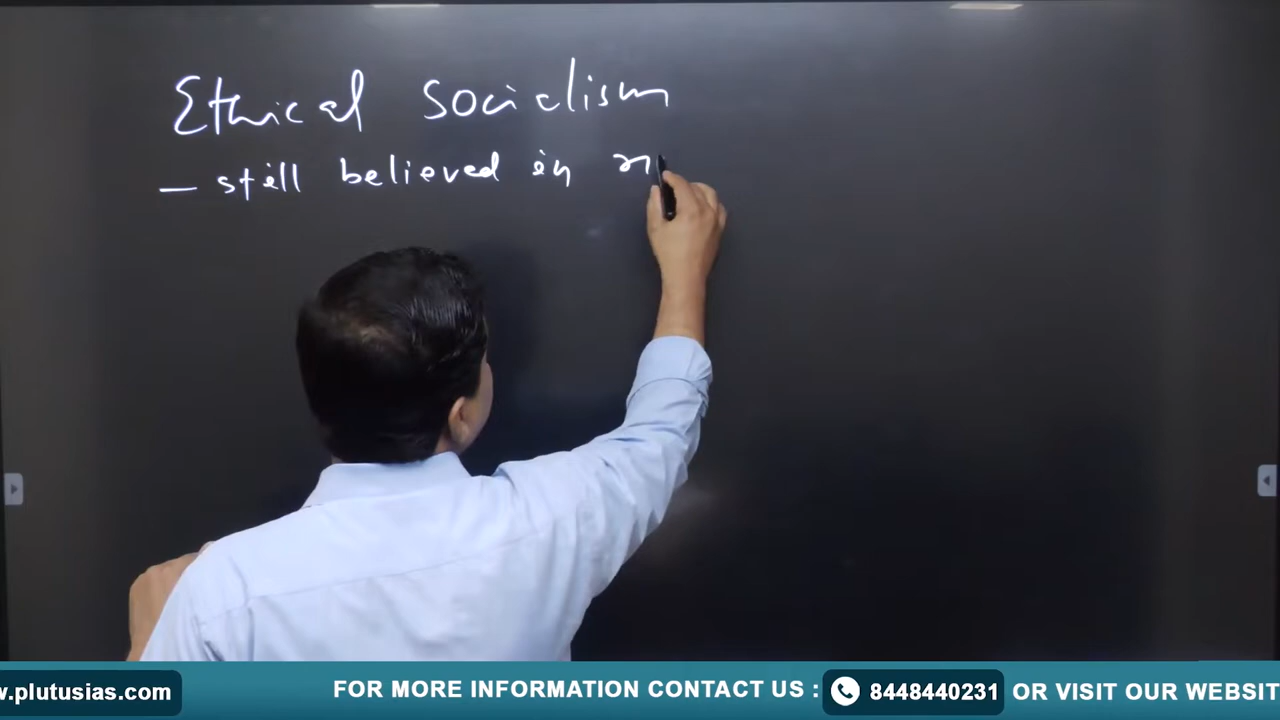 Ethical Socialism
— still believed in
w.plutusias.com FOR MORE INFORMATION CONTACT US : 8448440231 OR VISIT OUR WEBSIT